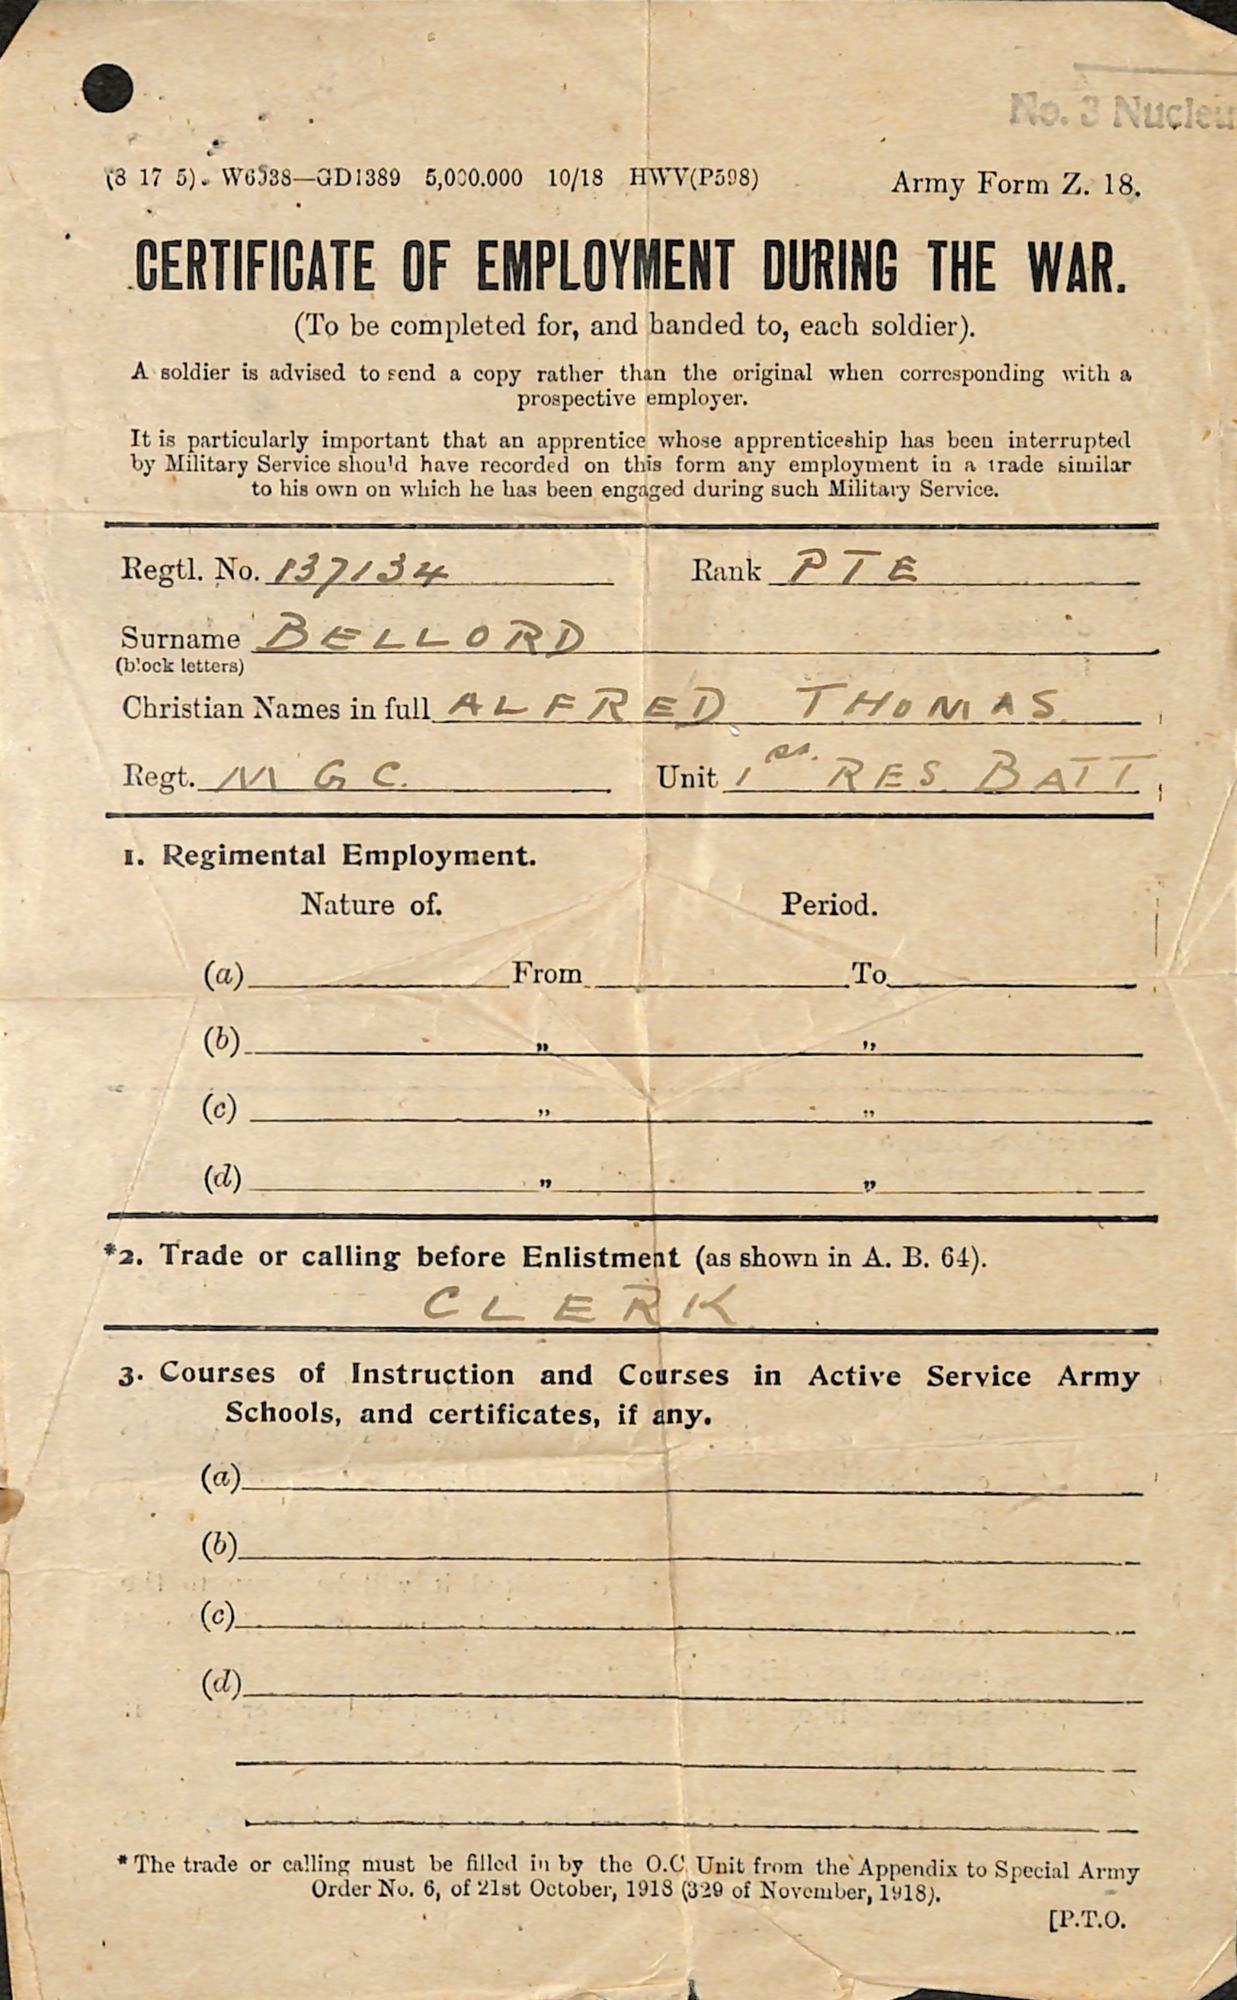 No. 3 Nucleu
(8 17 5). W6938—GD1389 5,000.000 10/18 HWV(P598)
Army Form Z. 18.
CERTIFICATE OF EMPLOYMENT DURING THE WAR.
(To be completed for, and handed to, each soldier).
A soldier is advised to send a copy rather than the original when corresponding with a
prospective employer.
It is particularly important that an apprentice whose apprenticeship has been interrupted
by Military Service should have recorded on this form any employment in a trade similar
to his own on which he has been engaged during such Military Service.
Regtl. No. 137134 Rank PTE
Surname BELLORD
(block letters)
Christian Names in full ALFRED THOMAS
Regt. M G C. Unit 1st RES BATT
1. Regimental Employment.
Nature of. Period.
(a) From To
(b) „ „
(c) „ „
(d) „ „
*2. Trade or calling before Enlistment (as shown in A. B. 64).
CLERK
3. Courses of Instruction and Courses in Active Service Army
Schools, and certificates, if any.
(a)
(b)
(c)
(d)
*The trade or calling must be filled in by the O.C. Unit from the Appendix to Special Army
Order No. 6, of 21st October, 1918 (329 of November, 1918).
[P.T.O.